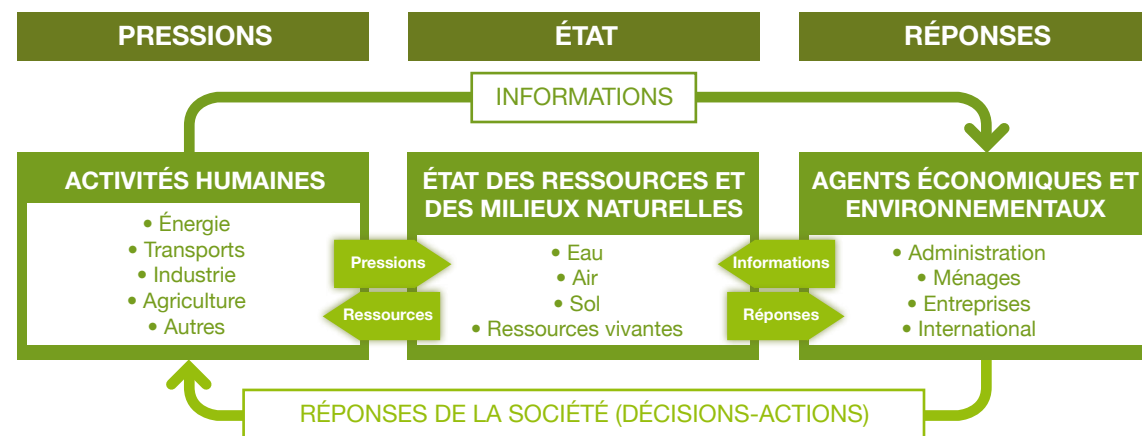 PRESSIONS
ÉTAT
RÉPONSES
INFORMATIONS
ACTIVITÉS HUMAINES
• Énergie
• Transports
• Industrie
• Agriculture
• Autres
Pressions
Ressources
ÉTAT DES RESSOURCES ET
DES MILIEUX NATURELLES
• Eau
• Air
• Sol
• Ressources vivantes
Informations
Réponses
AGENTS ÉCONOMIQUES ET
ENVIRONNEMENTAUX
• Administration
• Ménages
• Entreprises
• International
RÉPONSES DE LA SOCIÉTÉ (DÉCISIONS-ACTIONS)